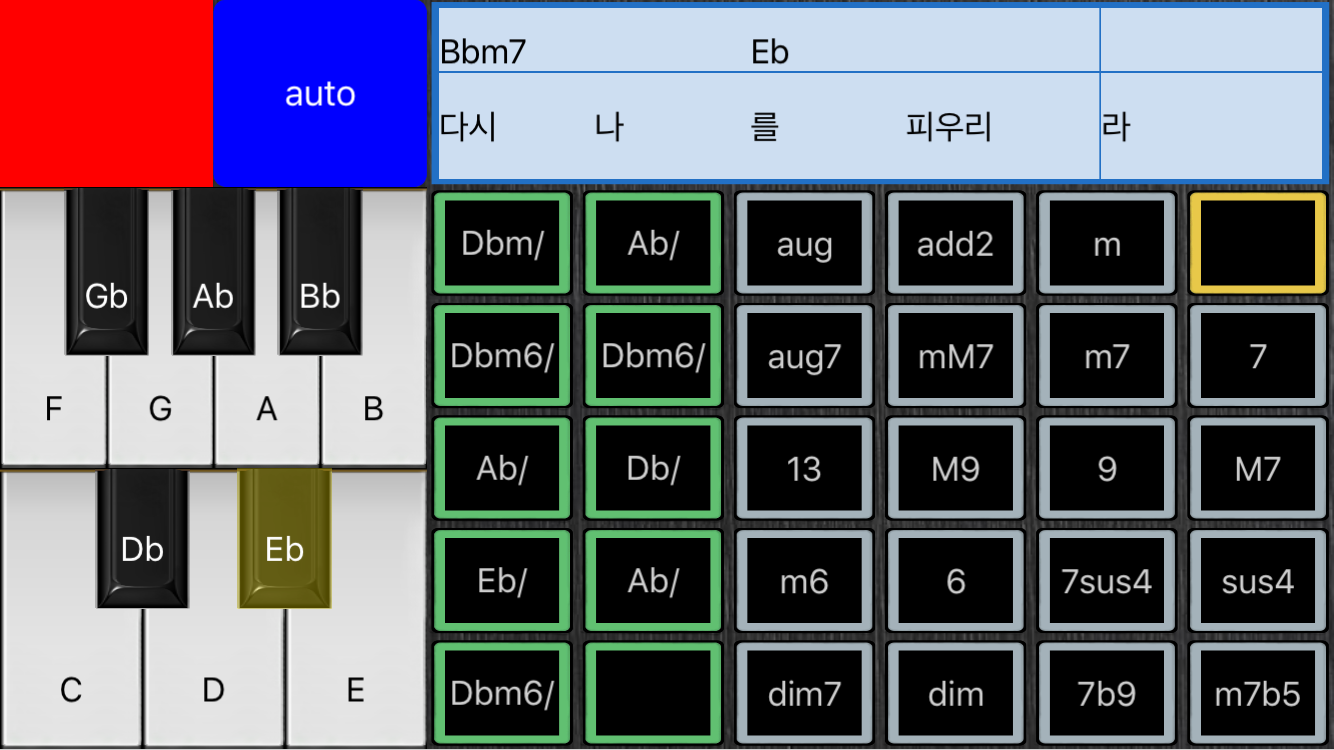 auto
Bbm7 Eb
다시 나 를 피우리 라
Gb Ab Bb
F G A B
Db Eb
C D E
Dbm/ Ab/ aug add2 m
Dbm6/ Dbm6/ aug7 mM7 m7 7
Ab/ Db/ 13 M9 9 M7
Eb/ Ab/ m6 6 7sus4 sus4
Dbm6/ dim7 dim 7b9 m7b5